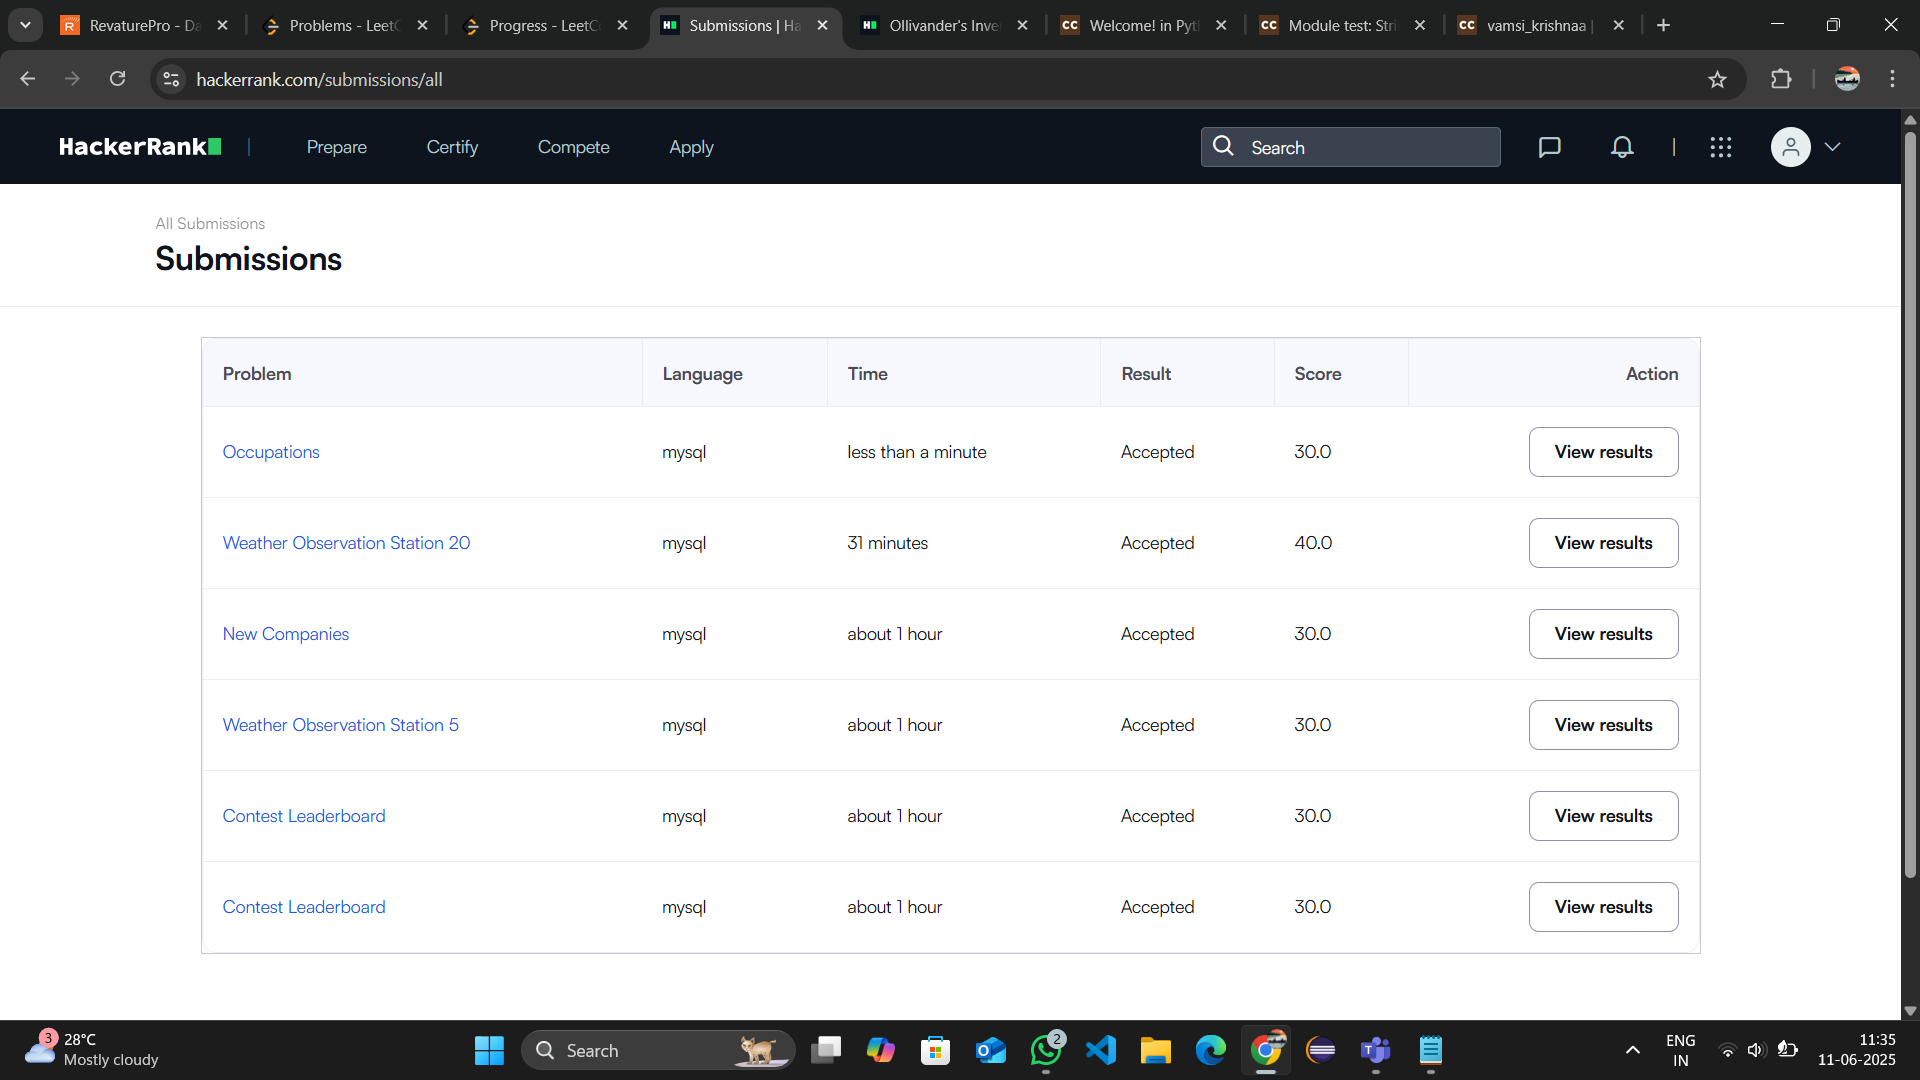 RevaturePro - Da
Problems - LeetC
Progress - LeetC
Submissions | Ha
Ollivander's Inve
Welcome! in Pyt
Module test: Stri
vamsi_krishnaa |
hackerrank.com/submissions/all
HackerRank
Prepare
Certify
Compete
Apply
Search
All Submissions
Submissions
Problem Language Time Result Score Action
Occupations mysql less than a minute Accepted 30.0 View results
Weather Observation Station 20 mysql 31 minutes Accepted 40.0 View results
New Companies mysql about 1 hour Accepted 30.0 View results
Weather Observation Station 5 mysql about 1 hour Accepted 30.0 View results
Contest Leaderboard mysql about 1 hour Accepted 30.0 View results
Contest Leaderboard mysql about 1 hour Accepted 30.0 View results
3
28°C
Mostly cloudy
Search
2
ENG
IN
11:35
11-06-2025